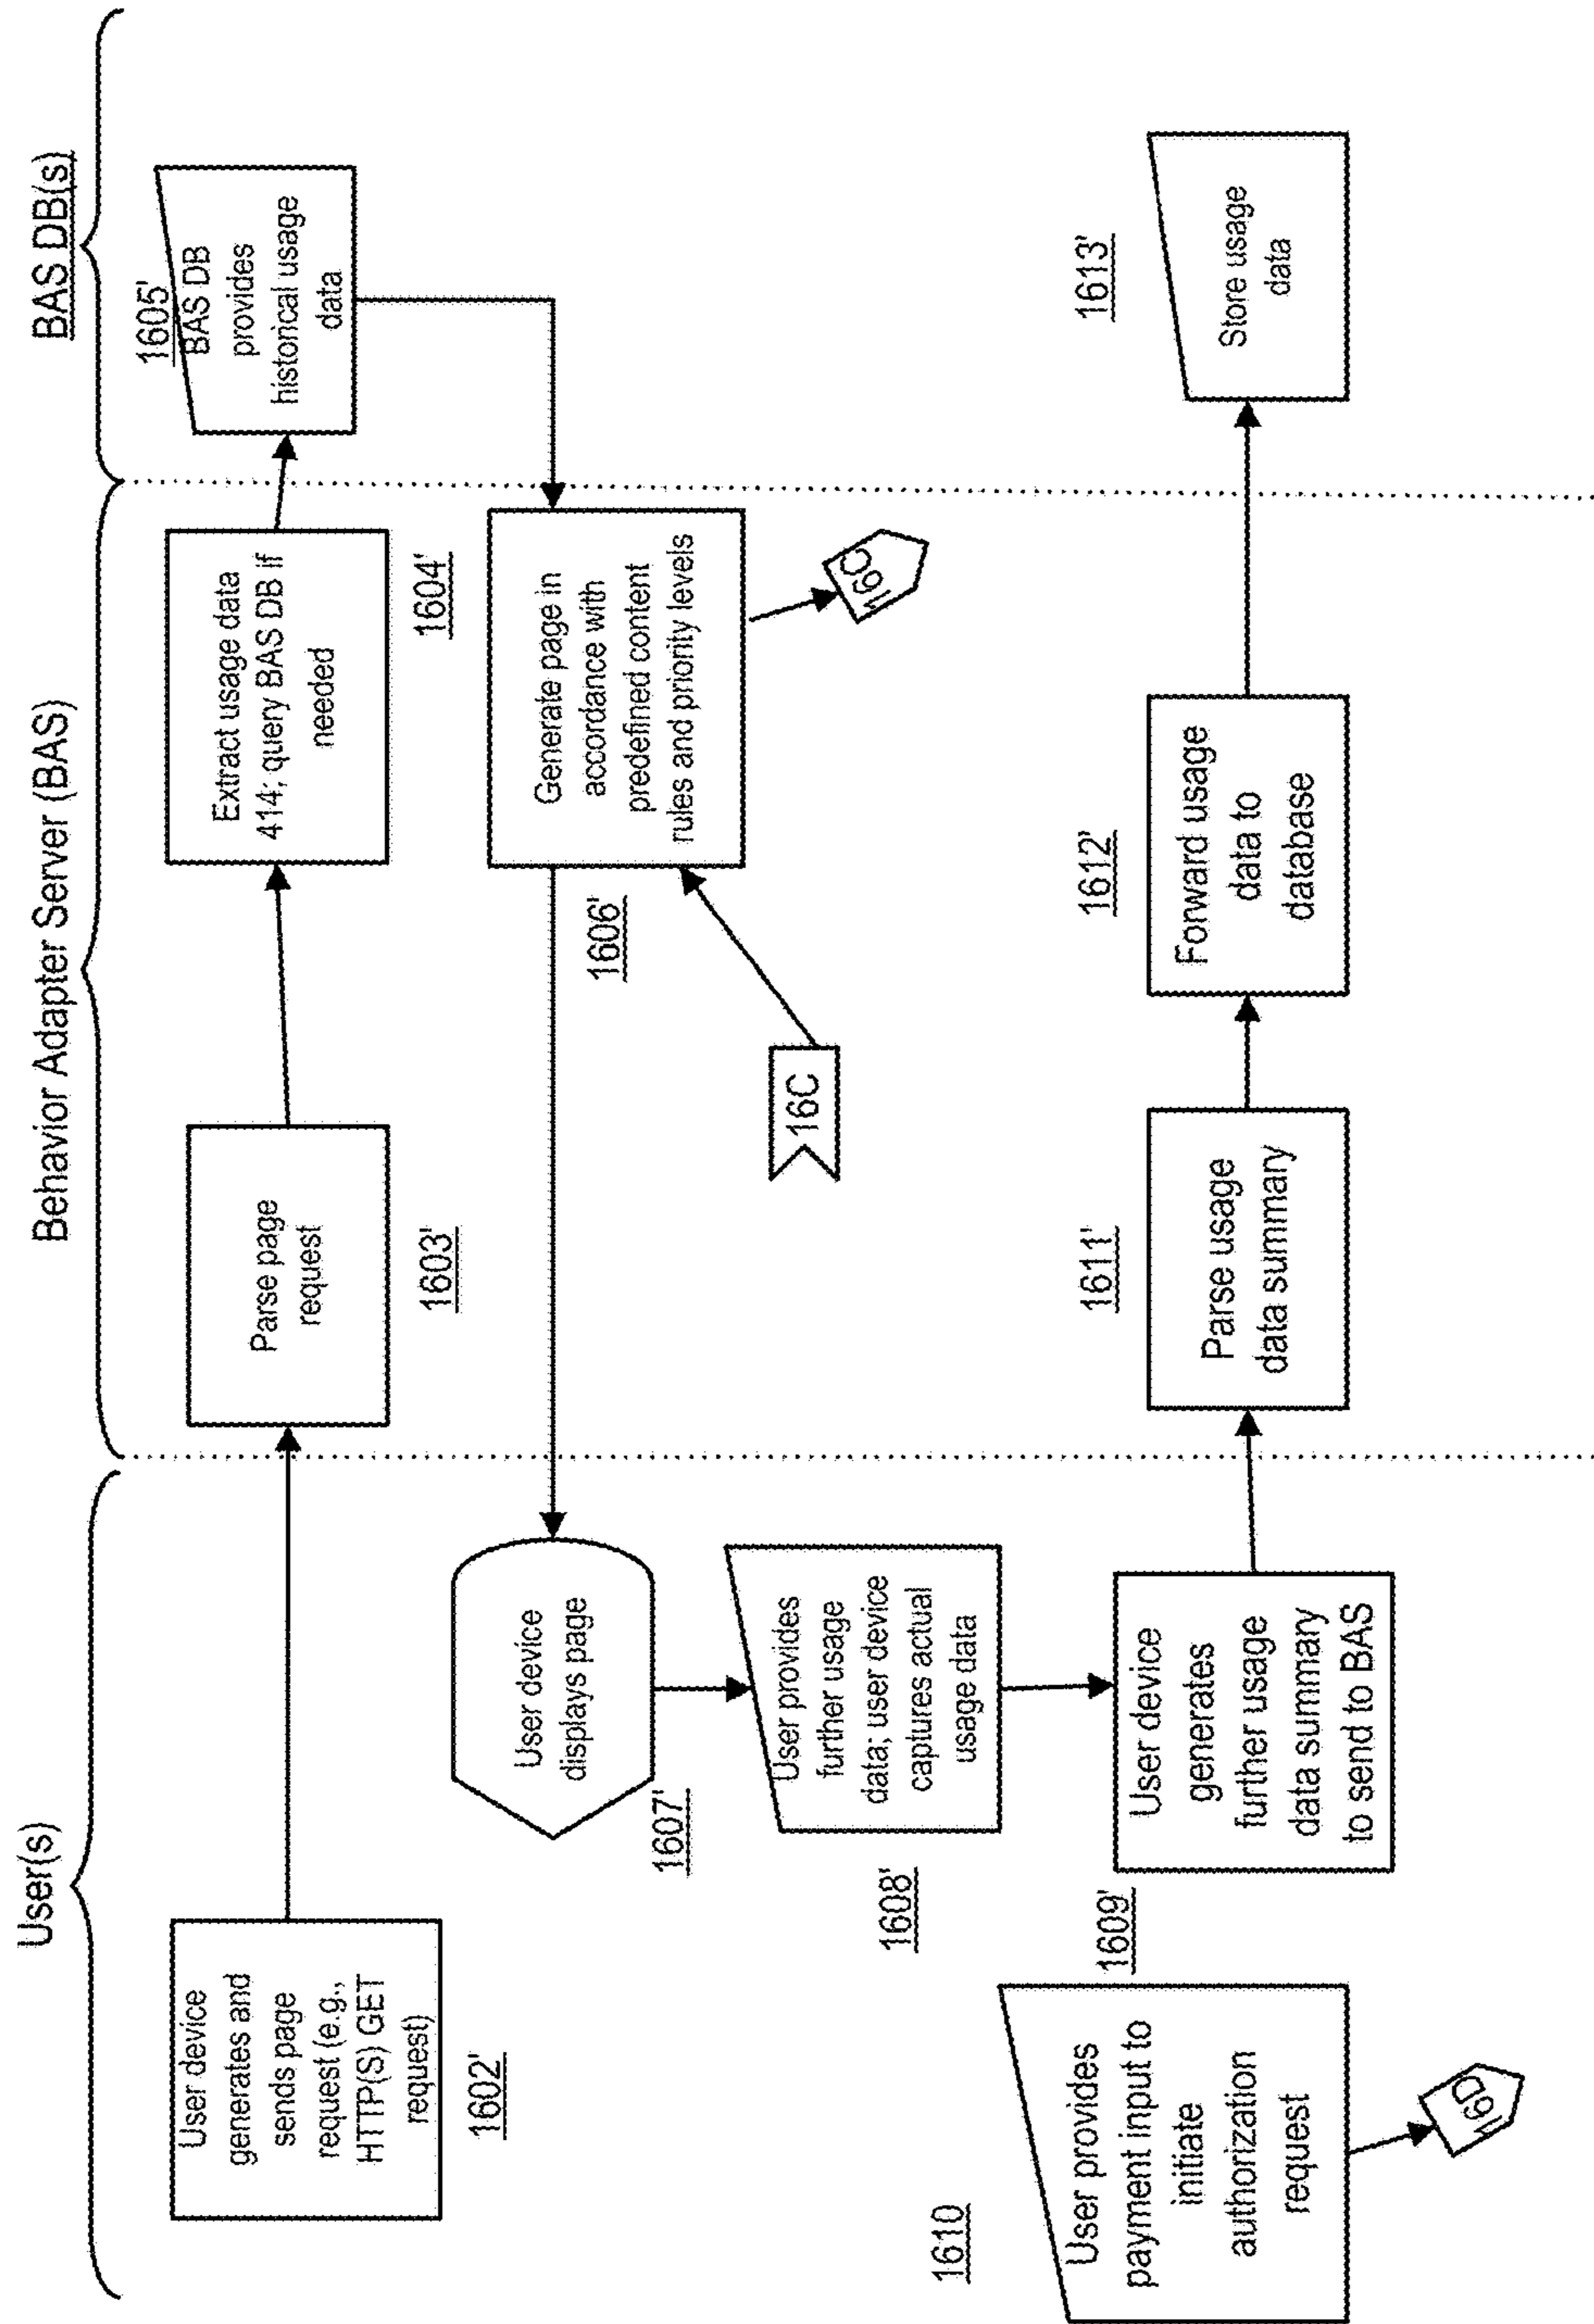 User(s)
Behavior Adapter Server (BAS)
BAS DB(s)
User device
generates and
sends page
request (e.g.,
HTTP(S) GET
request)
1602'
Parse page
request
1603'
Extract usage data
414; query BAS DB if
needed
1604'
1605'
BAS DB
provides
historical usage
data
Generate page in
accordance with
predefined content
rules and priority levels
1606'
16C
16C
User device
displays page
1607'
User provides
further usage
data; user device
captures actual
usage data
1608'
User device
generates
further usage
data summary
to send to BAS
1609'
1610
User provides
payment input to
initiate
authorization
request
16D
Parse usage
data summary
1611'
Forward usage
data to
database
1612'
Store usage
data
1613'